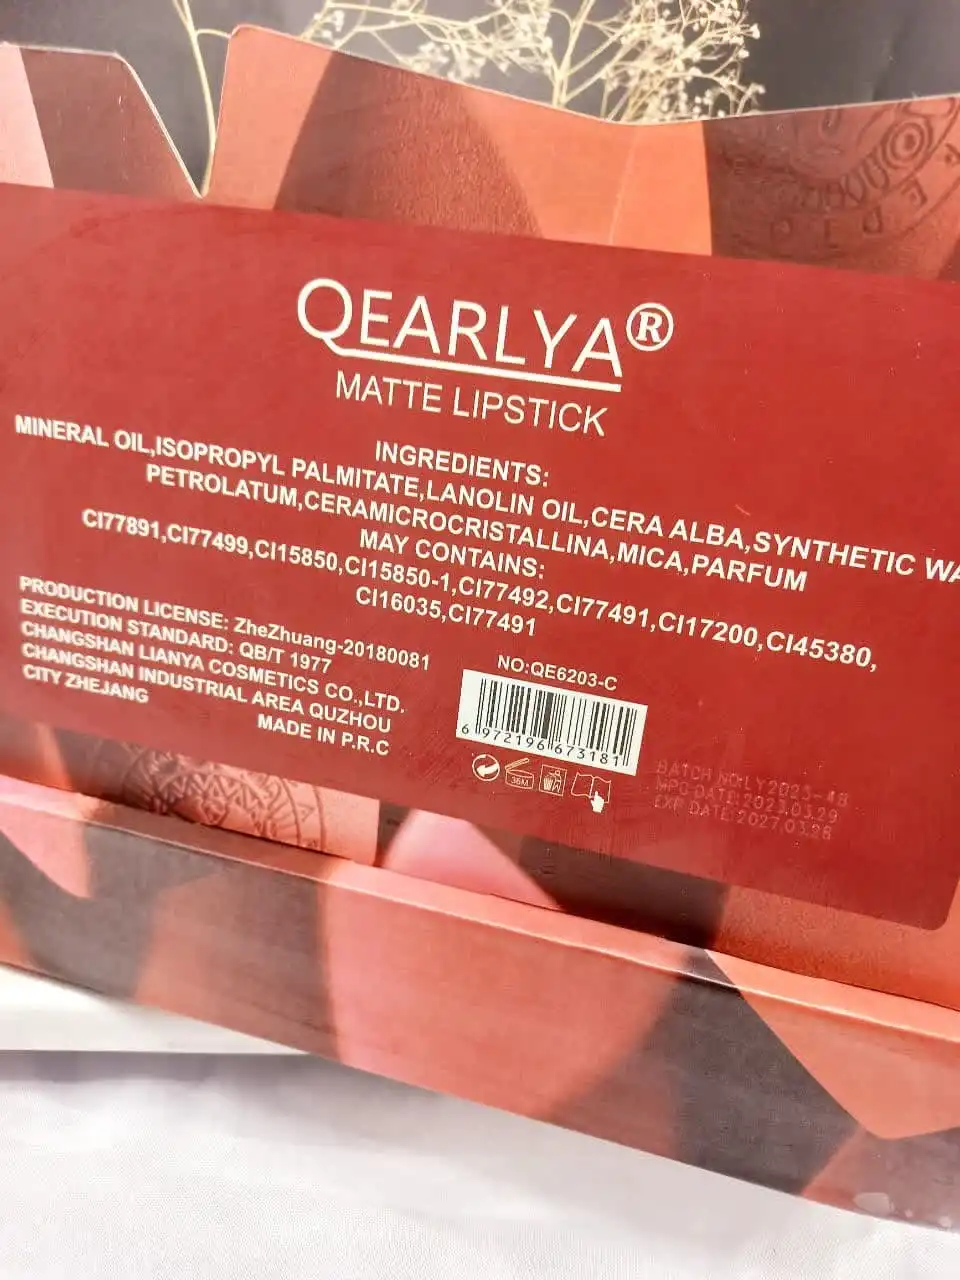 QEARLYA®
MATTE LIPSTICK
INGREDIENTS:
MINERAL OIL,ISOPROPYL PALMITATE,LANOLIN OIL,CERA ALBA,SYNTHETIC
PETROLATUM,CERAMICROCRISTALLINA,MICA,PARFUM
MAY CONTAINS:
CI77891,CI77499,CI15850,CI15850-1,CI77492,CI77491,CI17200,CI45380,
CI16035,CI77491
PRODUCTION LICENSE: ZheZhuang-20180081
EXECUTION STANDARD: QB/T 1977
CHANGSHAN LIANYA COSMETICS CO.,LTD.
CHANGSHAN INDUSTRIAL AREA QUZHOU
CITY ZHEJANG
MADE IN P.R.C
NO:QE6203-C
6 972196 673181
36M
BATCH NO:LY2023-48
MPG DATE:2023.03.29
EXP DATE:2027.03.28